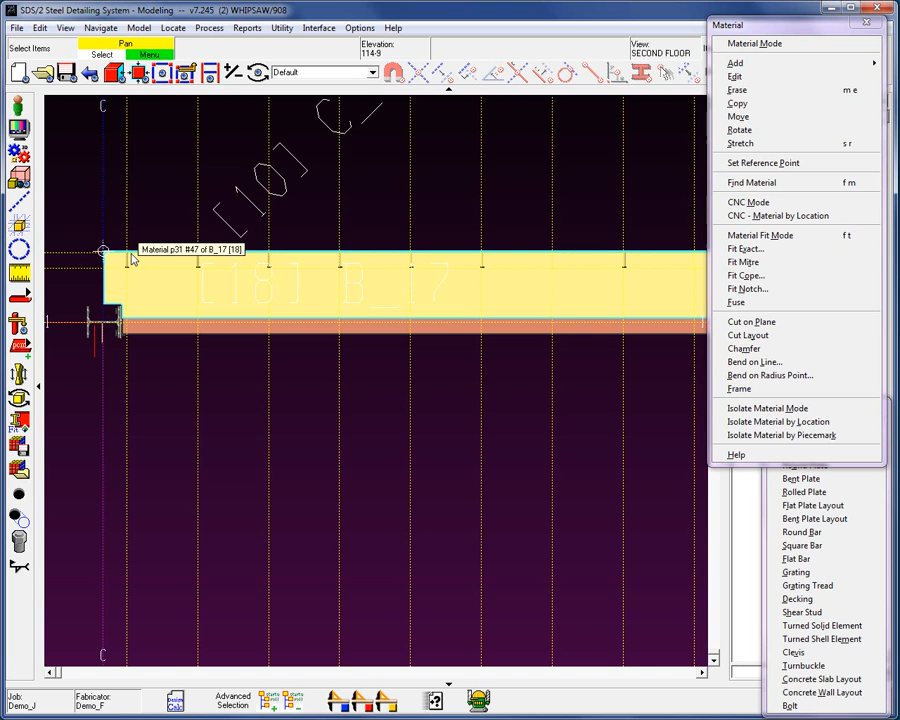 SDS/2 Steel Detailing System - Modeling -- v7.245 (2) WHIPSAW/908
File Edit View Navigate Model Locate Process Reports Utility Interface Options Help
Select Items
Pan
Select
Menu
Elevation:
114-9
View:
SECOND FLOOR
Default
C
[10]
Material p31 #47 of B_17 [18]
[18] B_17
1
1
C
Material
Material Mode
Add
Edit
Erase m e
Copy
Move
Rotate
Stretch s r
Set Reference Point
Find Material f m
CNC Mode
CNC - Material by Location
Material Fit Mode f t
Fit Exact...
Fit Mitre
Fit Cope...
Fit Notch...
Fuse
Cut on Plane
Cut Layout
Chamfer
Bend on Line...
Bend on Radius Point...
Frame
Isolate Material Mode
Isolate Material by Location
Isolate Material by Piecemark
Help
Bent Plate
Rolled Plate
Flat Plate Layout
Bent Plate Layout
Round Bar
Square Bar
Flat Bar
Grating
Grating Tread
Decking
Shear Stud
Turned Solid Element
Turned Shell Element
Clevis
Turnbuckle
Concrete Slab Layout
Concrete Wall Layout
Bolt
Job:
Demo_J
Fabricator:
Demo_F
Advanced
Selection